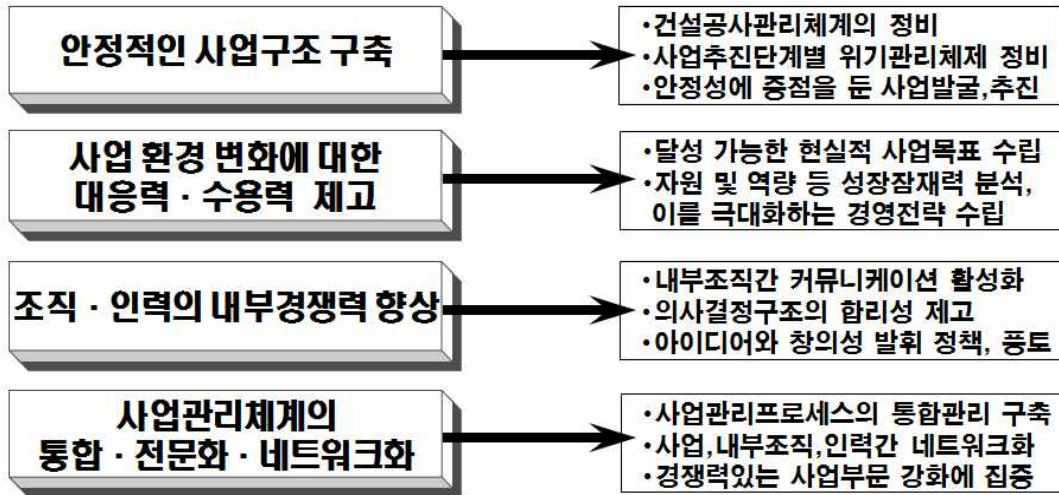 안정적인 사업구조 구축
•건설공사관리체계의 정비
•사업추진단계별 위기관리체제 정비
•안정성에 중점을 둔 사업발굴,추진
사업 환경 변화에 대한
대응력 · 수용력 제고
•달성 가능한 현실적 사업목표 수립
•자원 및 역량 등 성장잠재력 분석,
이를 극대화하는 경영전략 수립
조직 · 인력의 내부경쟁력 향상
•내부조직간 커뮤니케이션 활성화
•의사결정구조의 합리성 제고
•아이디어와 창의성 발휘 정책, 풍토
사업관리체계의
통합 · 전문화 · 네트워크화
•사업관리프로세스의 통합관리 구축
•사업,내부조직,인력간 네트워크화
•경쟁력있는 사업부문 강화에 집중